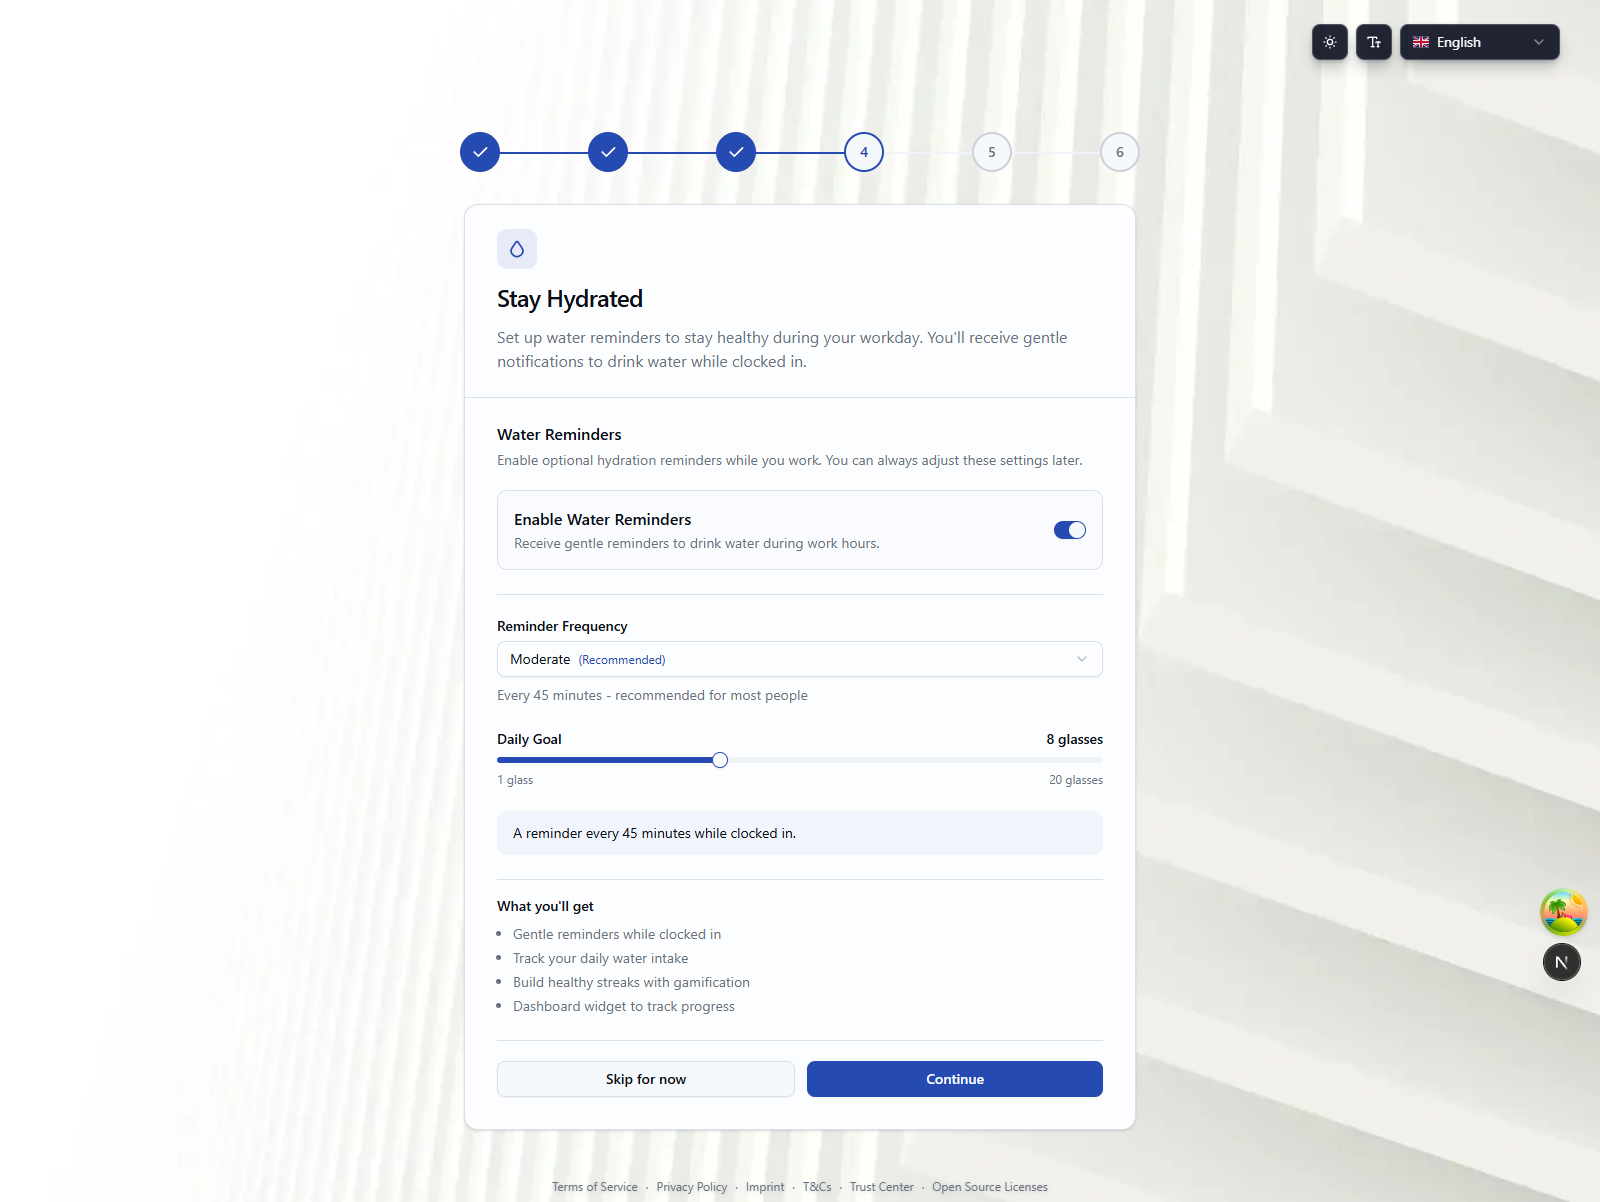 English
4
5
6
Stay Hydrated
Set up water reminders to stay healthy during your workday. You'll receive gentle
notifications to drink water while clocked in.
Water Reminders
Enable optional hydration reminders while you work. You can always adjust these settings later.
Enable Water Reminders
Receive gentle reminders to drink water during work hours.
Reminder Frequency
Moderate (Recommended)
Every 45 minutes - recommended for most people
Daily Goal 8 glasses
1 glass 20 glasses
A reminder every 45 minutes while clocked in.
What you'll get
• Gentle reminders while clocked in
• Track your daily water intake
• Build healthy streaks with gamification
• Dashboard widget to track progress
Skip for now Continue
N
Terms of Service · Privacy Policy · Imprint · T&Cs · Trust Center · Open Source Licenses